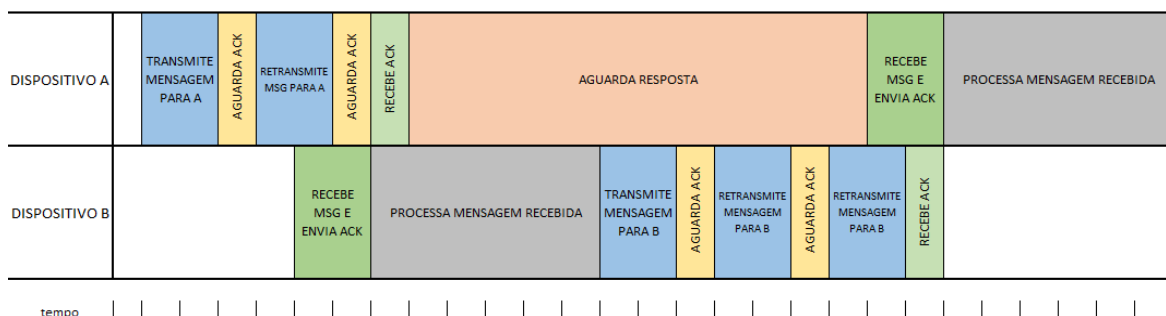 DISPOSITIVO A
TRANSMITE
MENSAGEM
PARA A
AGUARDA ACK
RETRANSMITE
MSG PARA A
AGUARDA ACK
RECEBE ACK
AGUARDA RESPOSTA
RECEBE
MSG E
ENVIA ACK
PROCESSA MENSAGEM RECEBIDA
DISPOSITIVO B
RECEBE
MSG E
ENVIA ACK
PROCESSA MENSAGEM RECEBIDA
TRANSMITE
MENSAGEM
PARA B
AGUARDA ACK
RETRANSMITE
MENSAGEM
PARA B
AGUARDA ACK
RETRANSMITE
MENSAGEM
PARA B
RECEBE ACK
tempo